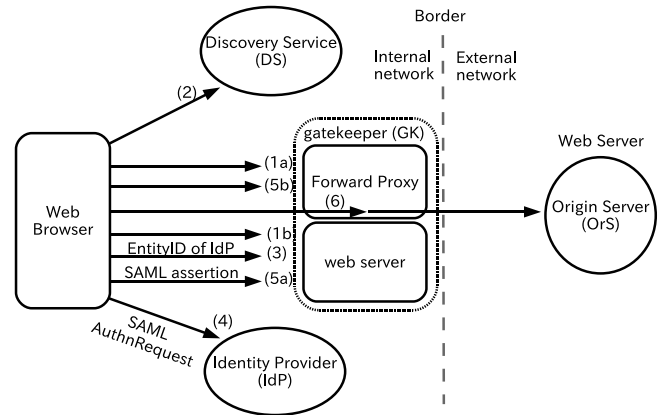 Border
Discovery Service
(DS)
Internal
network
External
network
(2)
gatekeeper (GK)
Web Server
(1a)
(5b)
Forward Proxy
(6)
Web
Browser
Origin Server
(OrS)
(1b)
EntityID of IdP
(3)
web server
SAML assertion
(5a)
SAML
AuthnRequest
(4)
Identity Provider
(IdP)